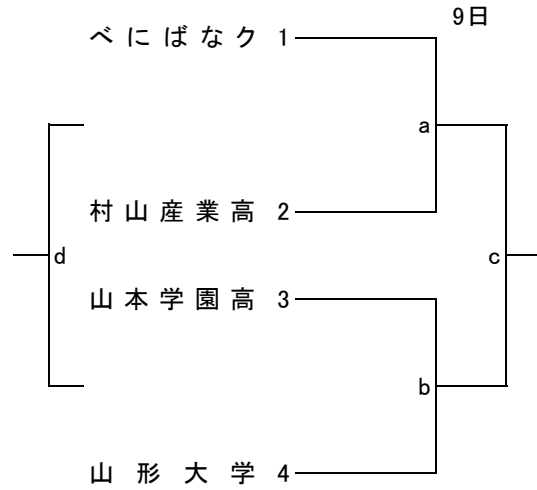 9日
べにばなク 1
a
村山産業高 2
d
c
山本学園高 3
b
山形大学 4